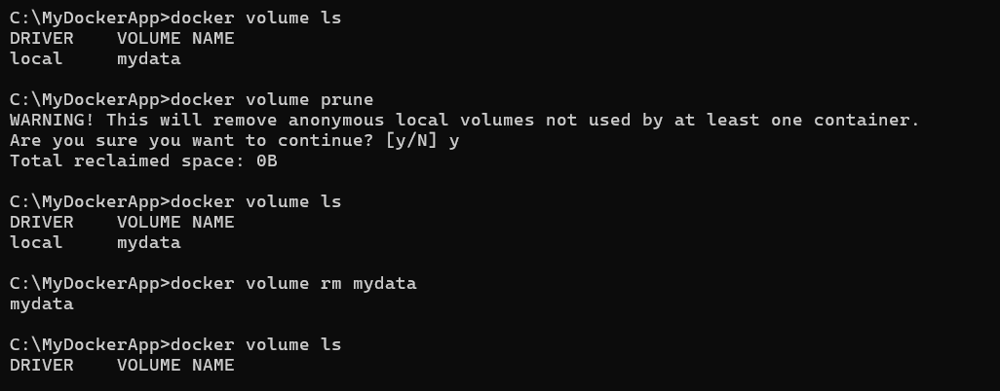 C:\MyDockerApp>docker volume ls
DRIVER    VOLUME NAME
local     mydata
C:\MyDockerApp>docker volume prune
WARNING! This will remove anonymous local volumes not used by at least one container.
Are you sure you want to continue? [y/N] y
Total reclaimed space: 0B
C:\MyDockerApp>docker volume ls
DRIVER    VOLUME NAME
local     mydata
C:\MyDockerApp>docker volume rm mydata
mydata
C:\MyDockerApp>docker volume ls
DRIVER    VOLUME NAME